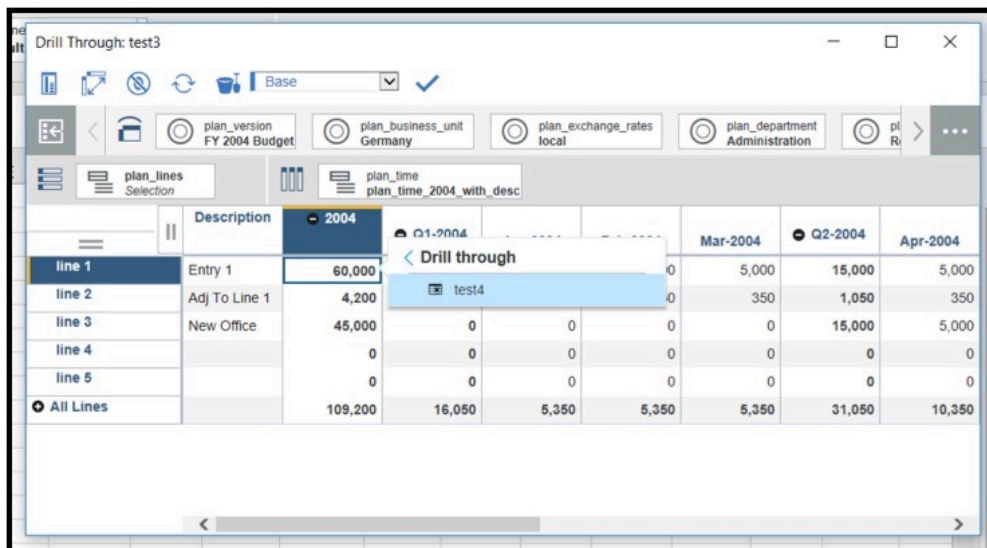 Drill Through: test3
Base
plan_version
FY 2004 Budget
plan_business_unit
Germany
plan_exchange_rates
local
plan_department
Administration
pl
R
plan_lines
Selection
plan_time
plan_time_2004_with_desc
Description 2004 Q1-2004 Mar-2004 Q2-2004 Apr-2004
Drill through
test4
line 1 Entry 1 60,000 5,000 15,000 5,000
line 2 Adj To Line 1 4,200 350 1,050 350
line 3 New Office 45,000 0 0 0 0 15,000 5,000
line 4 0 0 0 0 0 0 0
line 5 0 0 0 0 0 0 0
All Lines 109,200 16,050 5,350 5,350 5,350 31,050 10,350